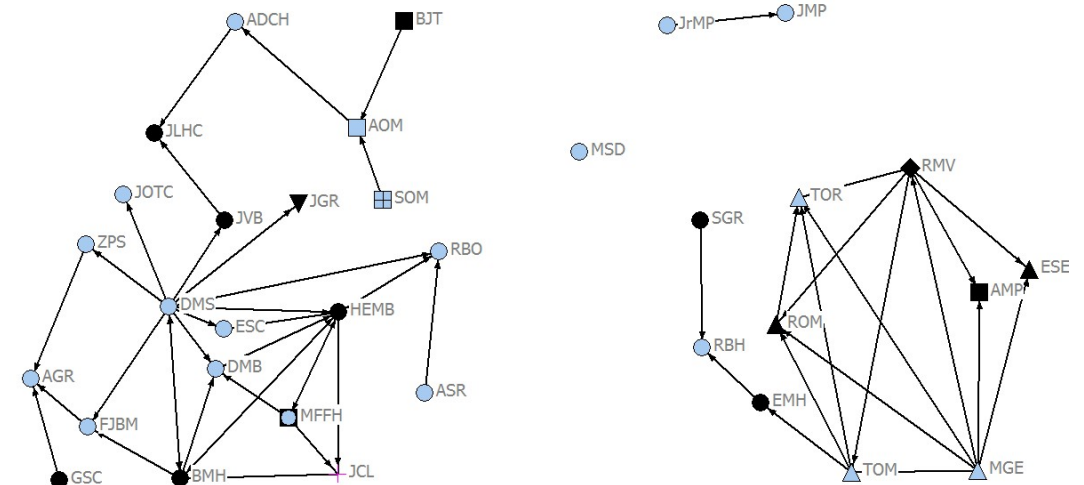 ADCH
BJT
JrMP
JMP
JLHC
AOM
MSD
RMV
JOTC
SOM
JGR
TOR
JVB
SGR
ZPS
RBO
ESE
DMS
HEMB
AMP
ESC
ROM
DMB
RBH
AGR
ASR
FJBM
MFFH
EMH
GSC
BMH
JCL
TOM
MGE